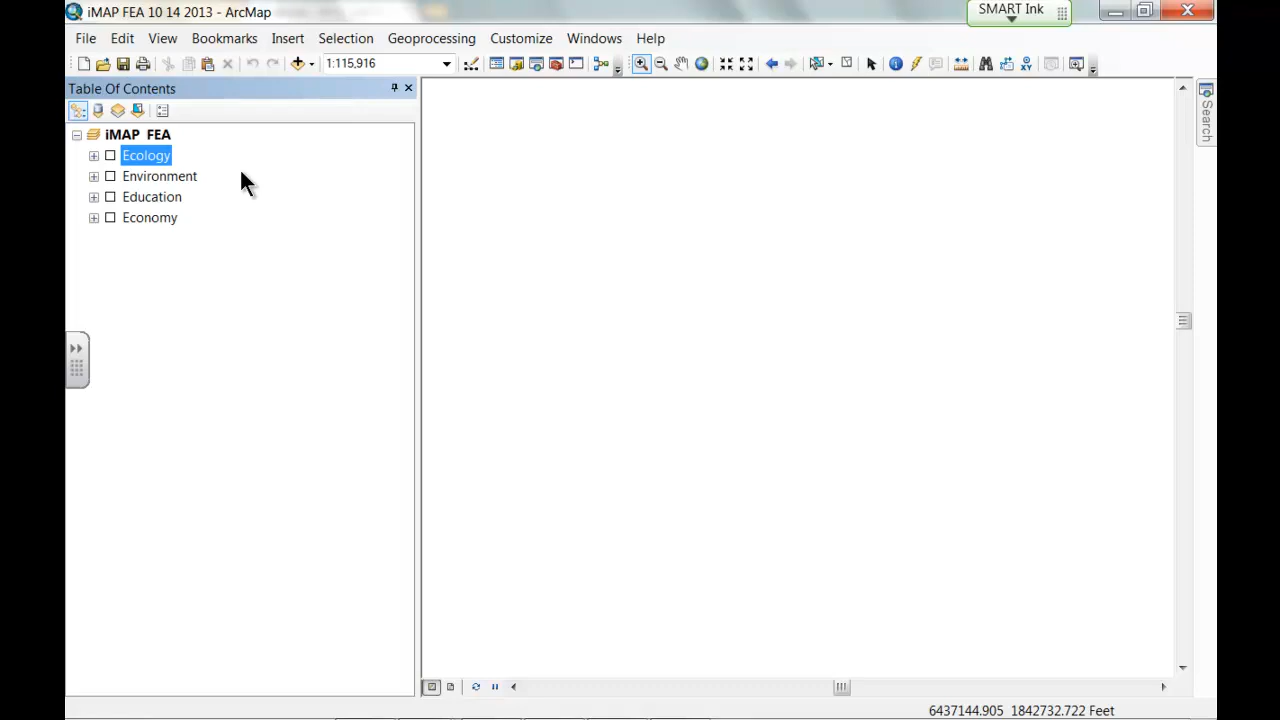 iMAP FEA 10 14 2013 - ArcMap
SMART Ink
File Edit View Bookmarks Insert Selection Geoprocessing Customize Windows Help
1:115,916
Table Of Contents
iMAP FEA
Ecology
Environment
Education
Economy
Search
6437144.905 1842732.722 Feet